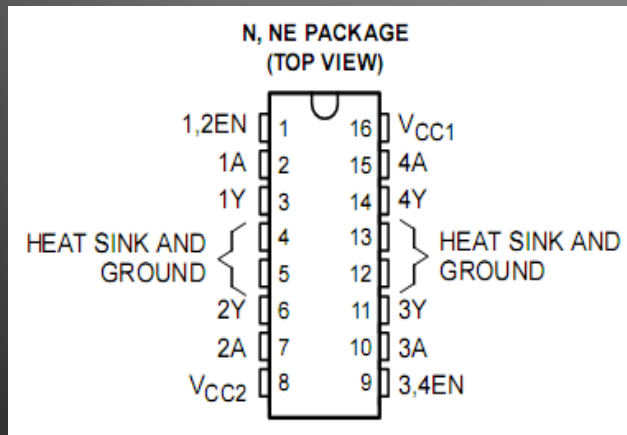 N, NE PACKAGE
(TOP VIEW)
1,2EN 1 16 VCC1
1A 2 15 4A
1Y 3 14 4Y
HEAT SINK AND
GROUND
4 13
5 12
HEAT SINK AND
GROUND
2Y 6 11 3Y
2A 7 10 3A
VCC2 8 9 3,4EN